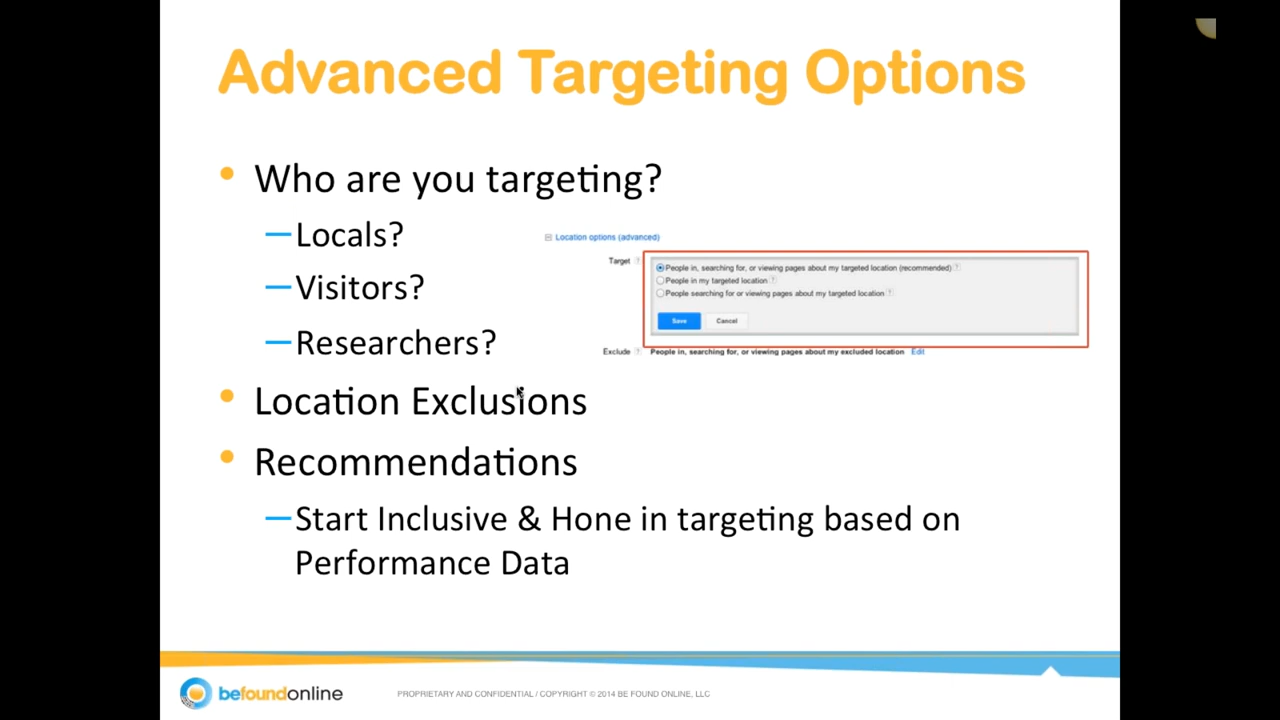 Advanced Targeting Options
• Who are you targeting?
– Locals?
– Visitors?
– Researchers?
Location options (advanced)
Target ?
People in, searching for, or viewing pages about my targeted location (recommended) ?
People in my targeted location ?
People searching for or viewing pages about my targeted location ?
Save Cancel
Exclude ? People in, searching for, or viewing pages about my excluded location Edit
• Location Exclusions
• Recommendations
– Start Inclusive & Hone in targeting based on
Performance Data
befoundonline
PROPRIETARY AND CONFIDENTIAL / COPYRIGHT © 2014 BE FOUND ONLINE, LLC